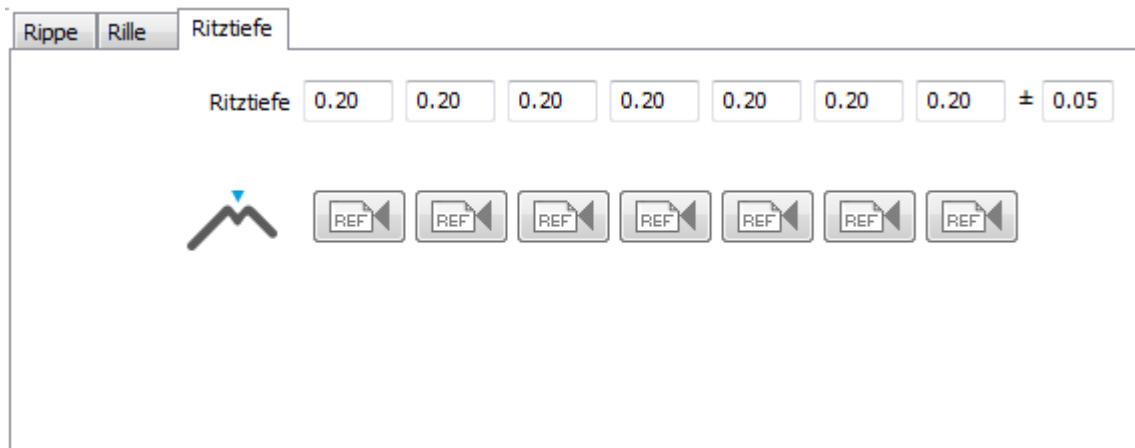 Rippe Rille Ritztiefe
Ritztiefe 0.20 0.20 0.20 0.20 0.20 0.20 0.20 ± 0.05
REF REF REF REF REF REF REF